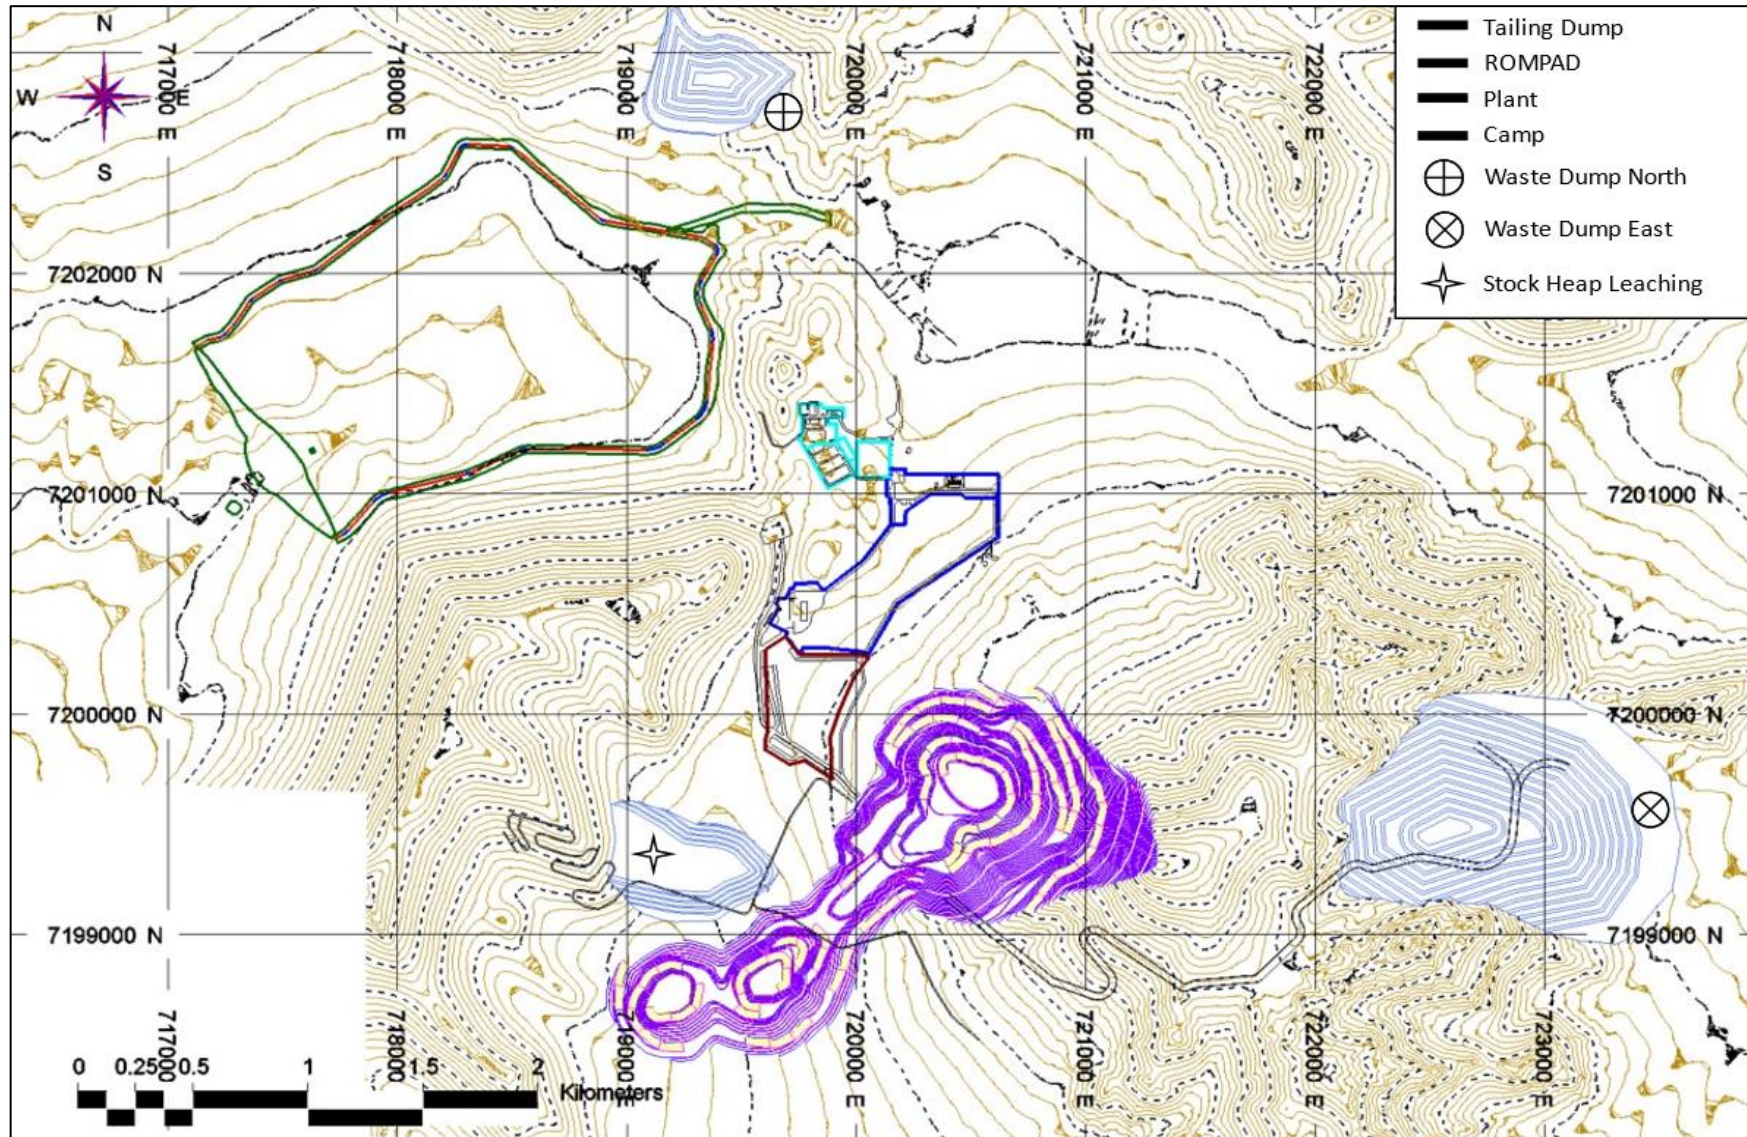 N
W
E
S
717000 E
718000 E
719000 E
720000 E
721000 E
722000 E
Tailing Dump
ROMPAD
Plant
Camp
Waste Dump North
Waste Dump East
Stock Heap Leaching
7202000 N
7201000 N
7201000 N
7200000 N
7200000 N
7199000 N
7199000 N
717000
718000
719000 E
720000 E
721000 E
722000 E
723000 E
0 0.25 0.5 1 1.5 2
Kilometers